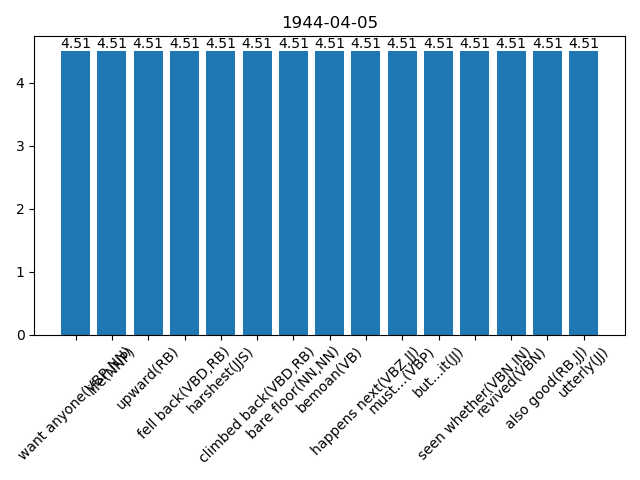 1944-04-05
4.51 4.51 4.51 4.51 4.51 4.51 4.51 4.51 4.51 4.51 4.51 4.51 4.51 4.51 4.51
4
3
2
1
0
want anyone(VBP,NN)
upward(RB)
fell back(VBD,RB)
harshest(JJS)
climbed back(VBD,RB)
bare floor(NN,NN)
bemoan(VB)
happens next(VBZ,JJ)
must...(VBP)
but...it(JJ)
seen whether(VBN,IN)
revived(VBN)
also good(RB,JJ)
utterly(JJ)